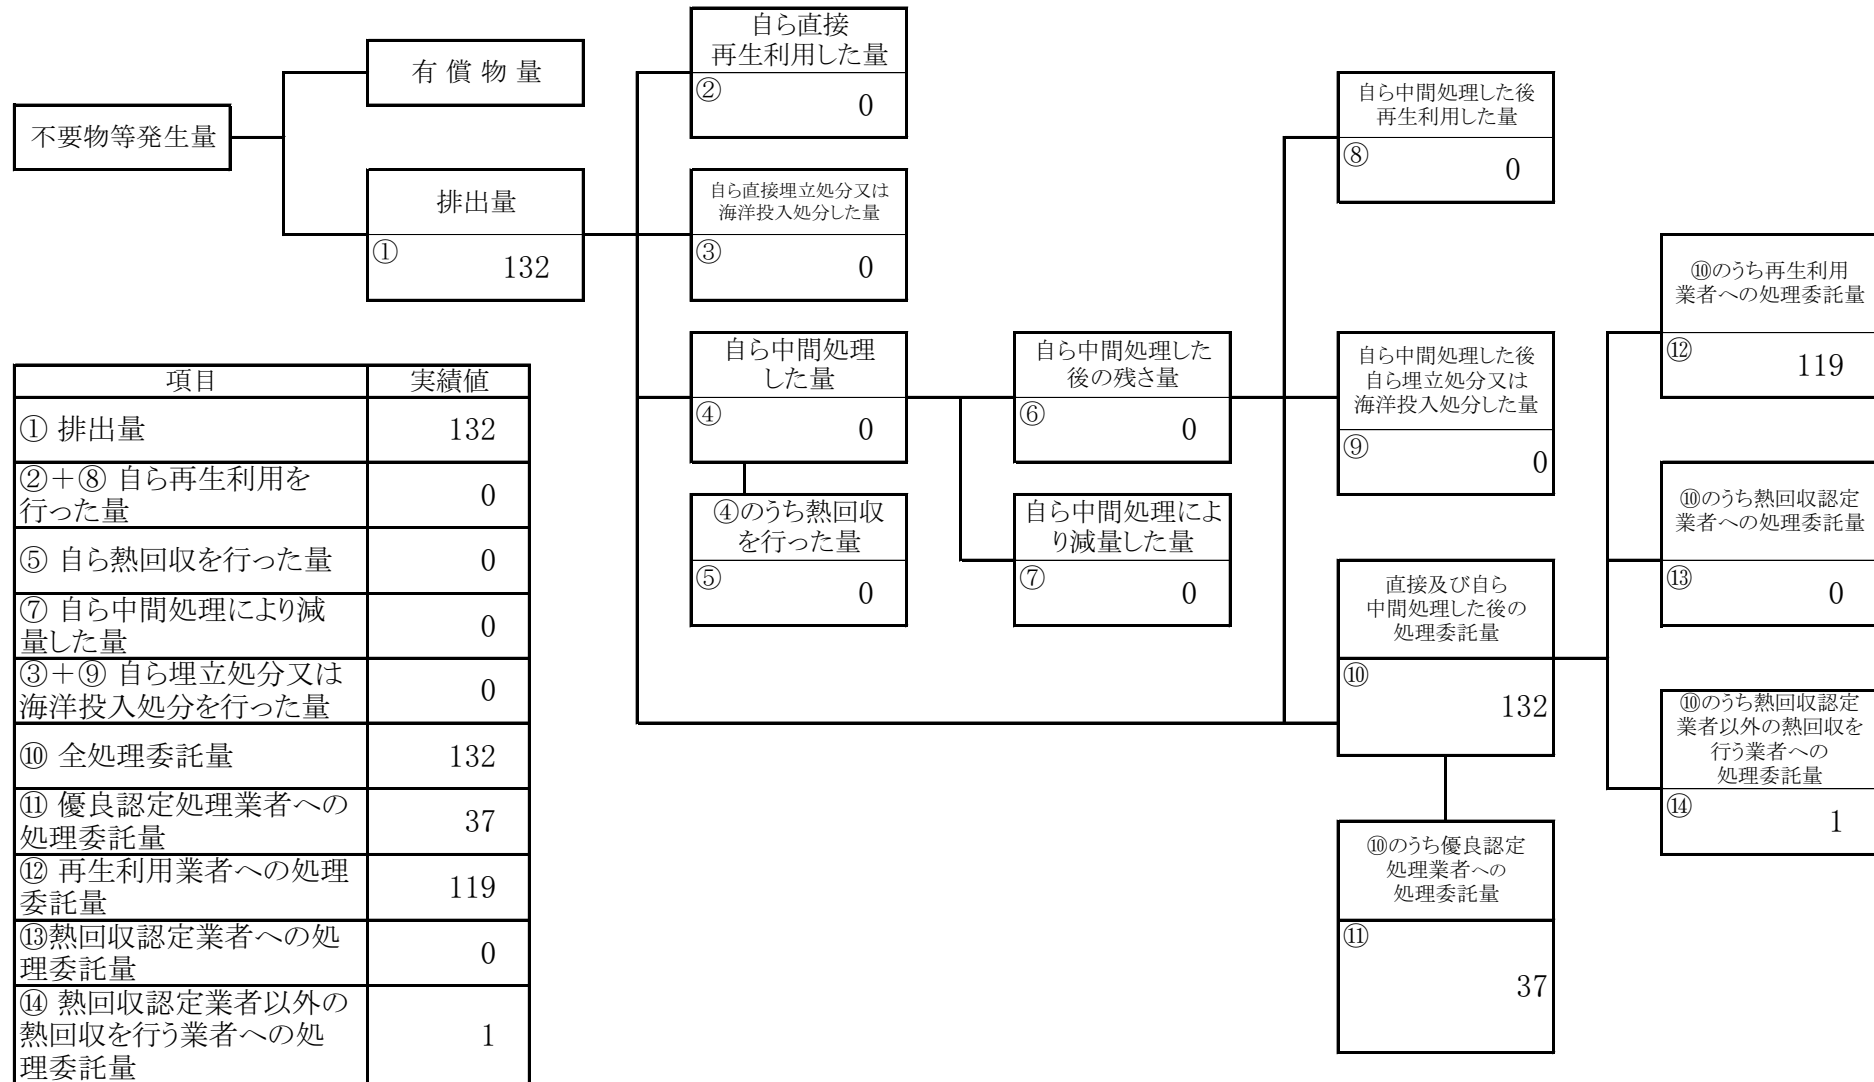 不要物等発生量
有 償 物 量
排出量
①
132
自ら直接
再生利用した量
②
0
自ら直接埋立処分又は
海洋投入処分した量
③
0
自ら中間処理
した量
④
0
④のうち熱回収
を行った量
⑤
0
自ら中間処理した
後の残さ量
⑥
0
自ら中間処理によ
り減量した量
⑦
0
自ら中間処理した後
再生利用した量
⑧
0
自ら中間処理した後
自ら埋立処分又は
海洋投入処分した量
⑨
0
直接及び自ら
中間処理した後の
処理委託量
⑩
132
⑩のうち優良認定
処理業者への
処理委託量
⑪
37
⑩のうち再生利用
業者への処理委託量
⑫
119
⑩のうち熱回収認定
業者への処理委託量
⑬
0
⑩のうち熱回収認定
業者以外の熱回収を
行う業者への
処理委託量
⑭
1
項目 実績値
① 排出量 132
②＋⑧ 自ら再生利用を
行った量 0
⑤ 自ら熱回収を行った量 0
⑦ 自ら中間処理により減
量した量 0
③＋⑨ 自ら埋立処分又は
海洋投入処分を行った量 0
⑩ 全処理委託量 132
⑪ 優良認定処理業者への
処理委託量 37
⑫ 再生利用業者への処理
委託量 119
⑬熱回収認定業者への処
理委託量 0
⑭ 熱回収認定業者以外の
熱回収を行う業者への処
理委託量 1